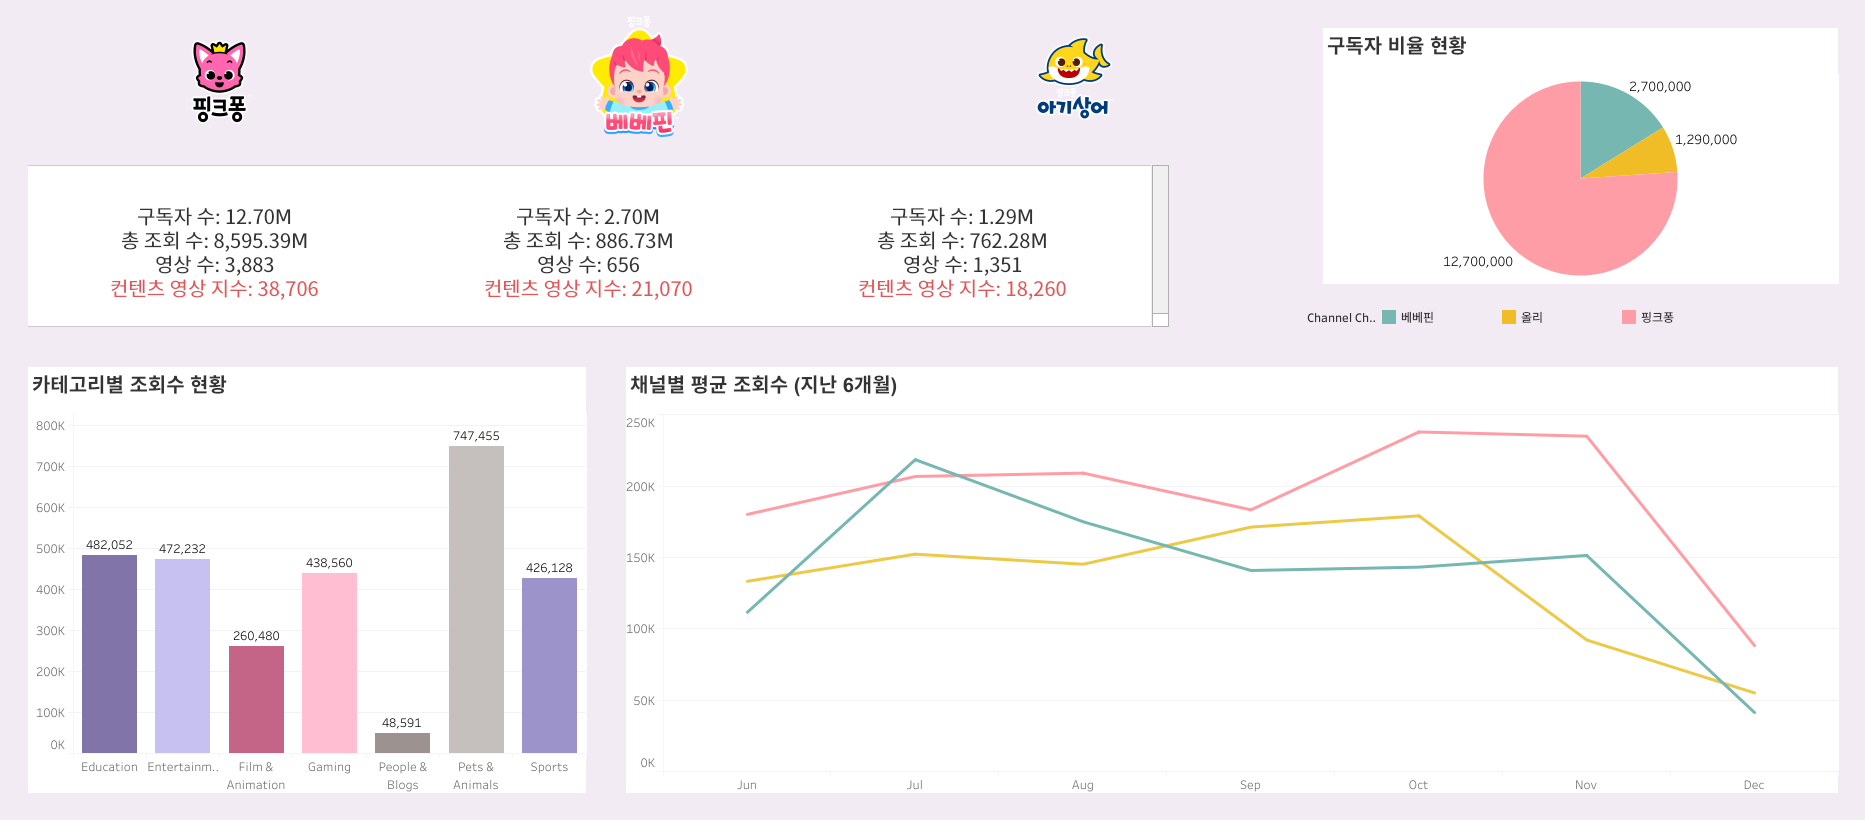 핑크퐁
핑크퐁
베베핀
아기상어
구독자 수: 12.70M
총 조회 수: 8,595.39M
영상 수: 3,883
컨텐츠 영상 지수: 38,706
구독자 수: 2.70M
총 조회 수: 886.73M
영상 수: 656
컨텐츠 영상 지수: 21,070
구독자 수: 1.29M
총 조회 수: 762.28M
영상 수: 1,351
컨텐츠 영상 지수: 18,260
구독자 비율 현황
2,700,000
1,290,000
12,700,000
Channel Ch.. 베베핀 올리 핑크퐁
카테고리별 조회수 현황
800K
700K
600K
500K
400K
300K
200K
100K
0K
482,052
472,232
260,480
438,560
48,591
747,455
426,128
Education
Entertainm..
Film &
Animation
Gaming
People &
Blogs
Pets &
Animals
Sports
채널별 평균 조회수 (지난 6개월)
250K
200K
150K
100K
50K
0K
Jun Jul Aug Sep Oct Nov Dec